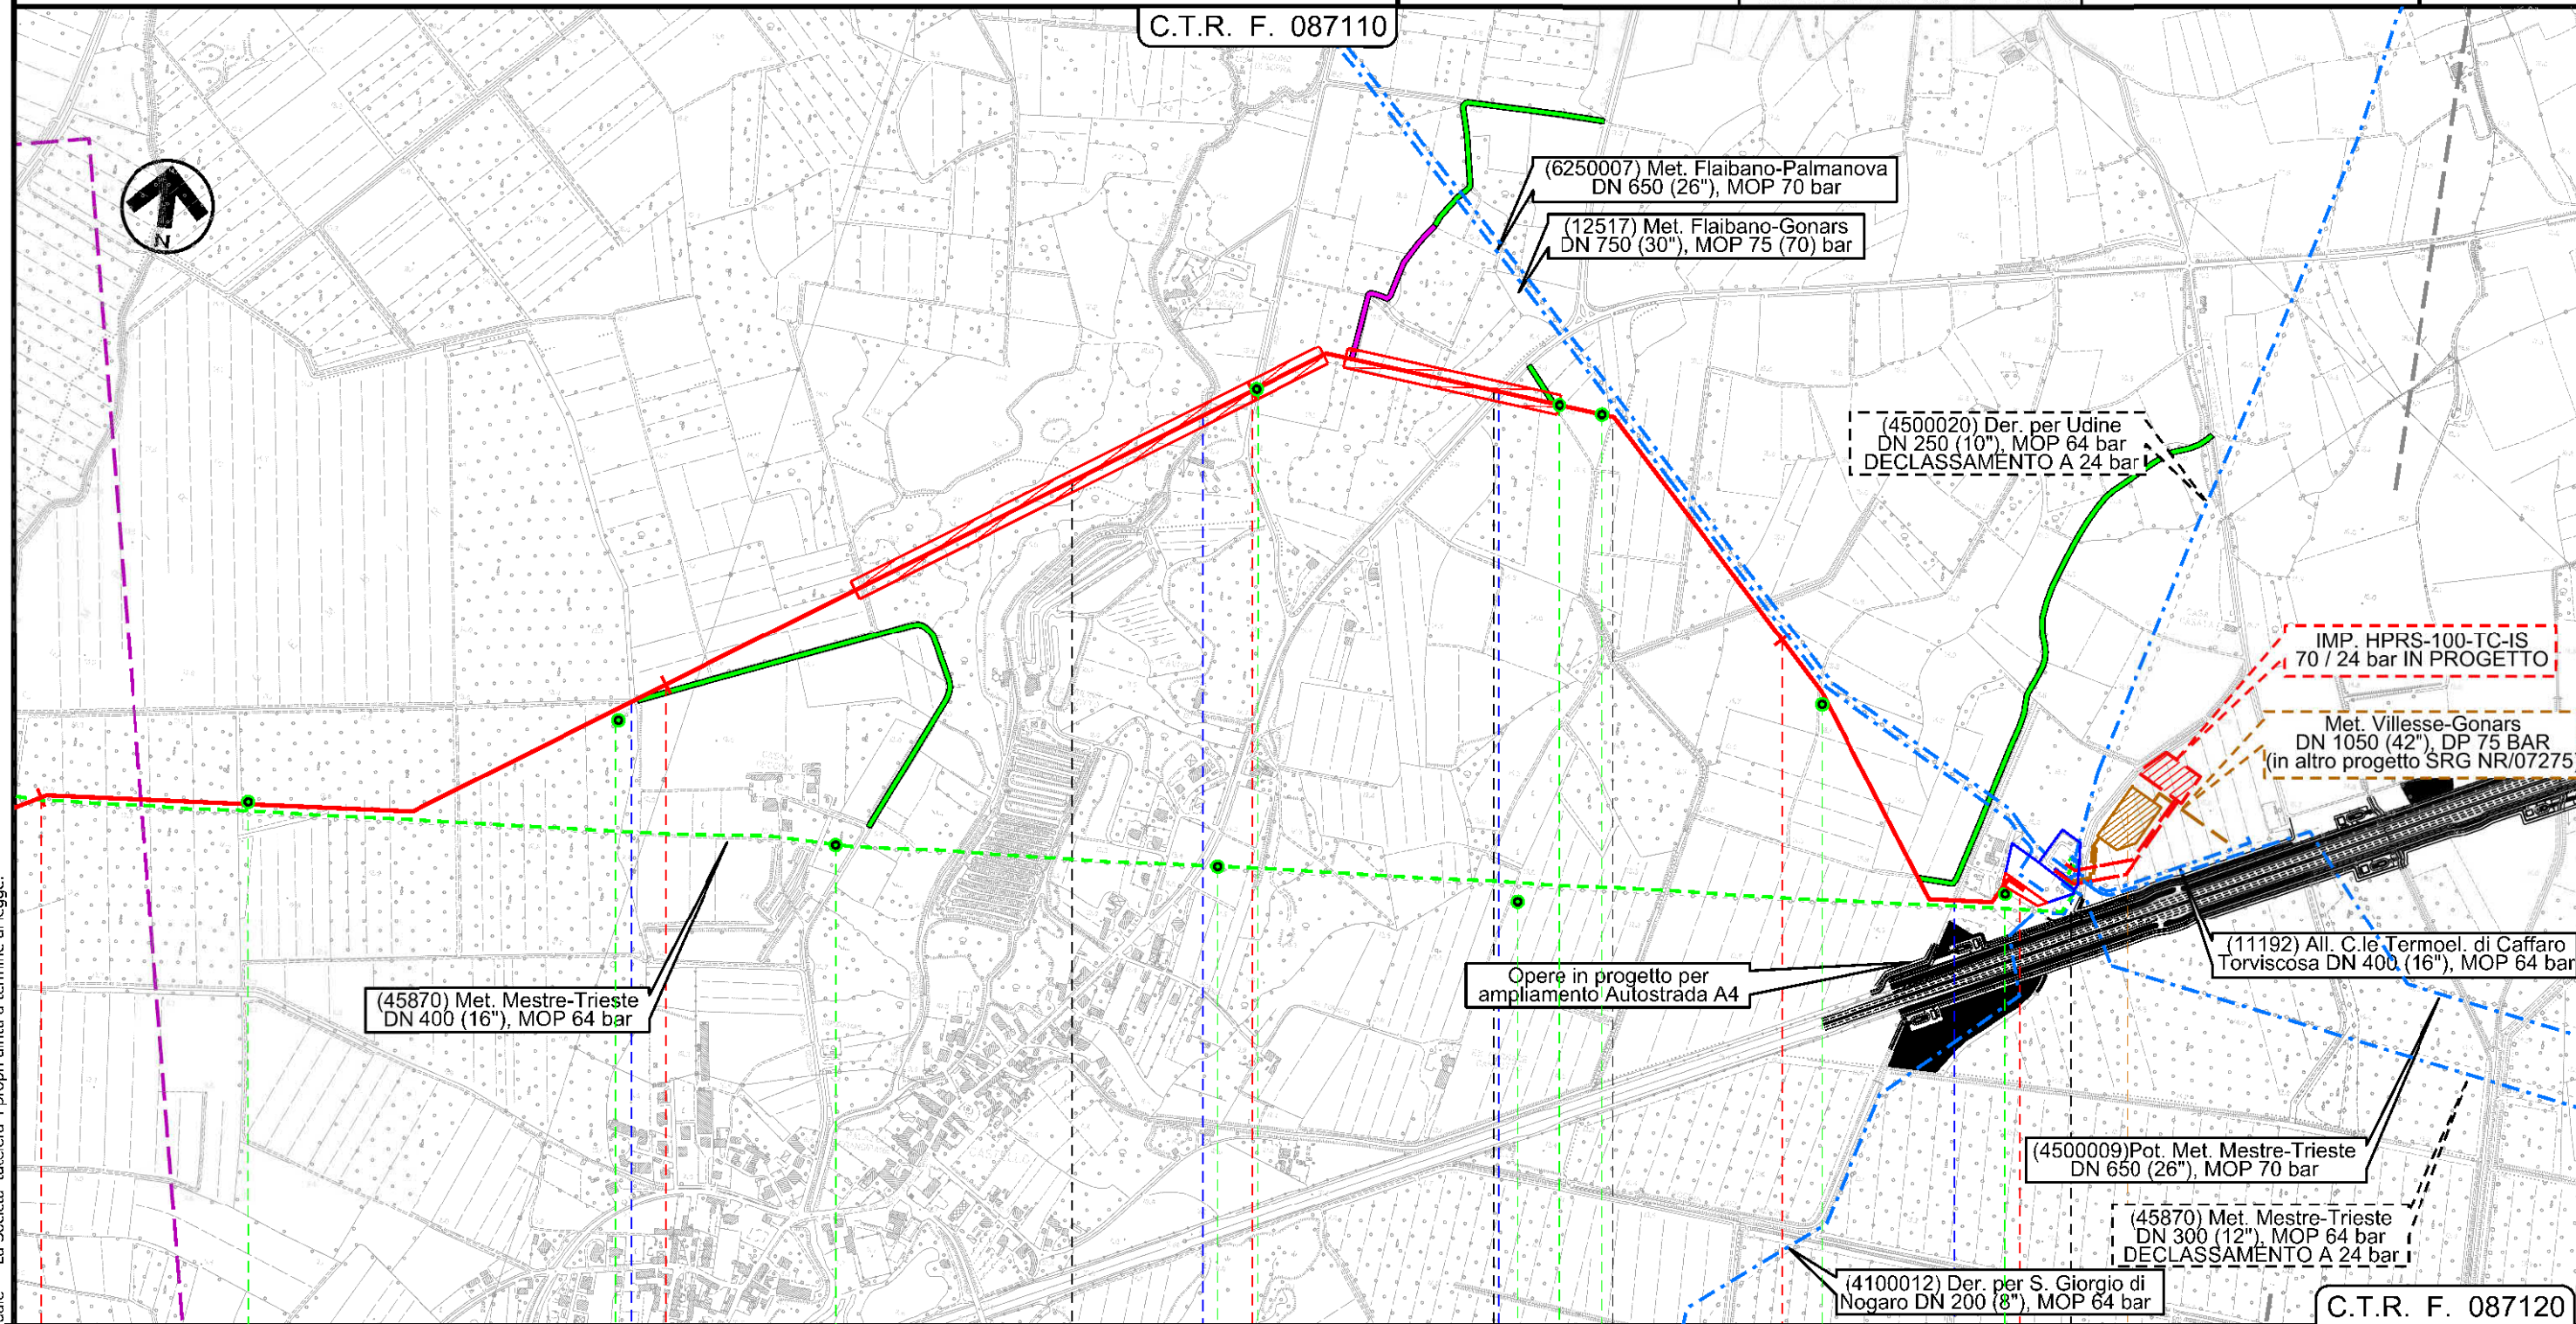 C.T.R. F. 087110
N
(6250007) Met. Flaibano-Palmanova
DN 650 (26"), MOP 70 bar
(12517) Met. Flaibano-Gonars
DN 750 (30"), MOP 75 (70) bar
(4500020) Der. per Udine
DN 250 (10"), MOP 64 bar
DECLASSAMENTO A 24 bar
IMP. HPRS-100-TC-IS
70 / 24 bar IN PROGETTO
Met. Villesse-Gonars
DN 1050 (42"), DP 75 BAR
(in altro progetto SRG NR/07275
(11192) All. C.le Termoel. di Caffaro
Torviscosa DN 400 (16"), MOP 64 bar
Opere in progetto per
ampliamento Autostrada A4
(45870) Met. Mestre-Trieste
DN 400 (16"), MOP 64 bar
(4500009)Pot. Met. Mestre-Trieste
DN 650 (26"), MOP 70 bar
(45870) Met. Mestre-Trieste
DN 300 (12"), MOP 64 bar
DECLASSAMENTO A 24 bar
(4100012) Der. per S. Giorgio di
Nogaro DN 200 (8"), MOP 64 bar
C.T.R. F. 087120